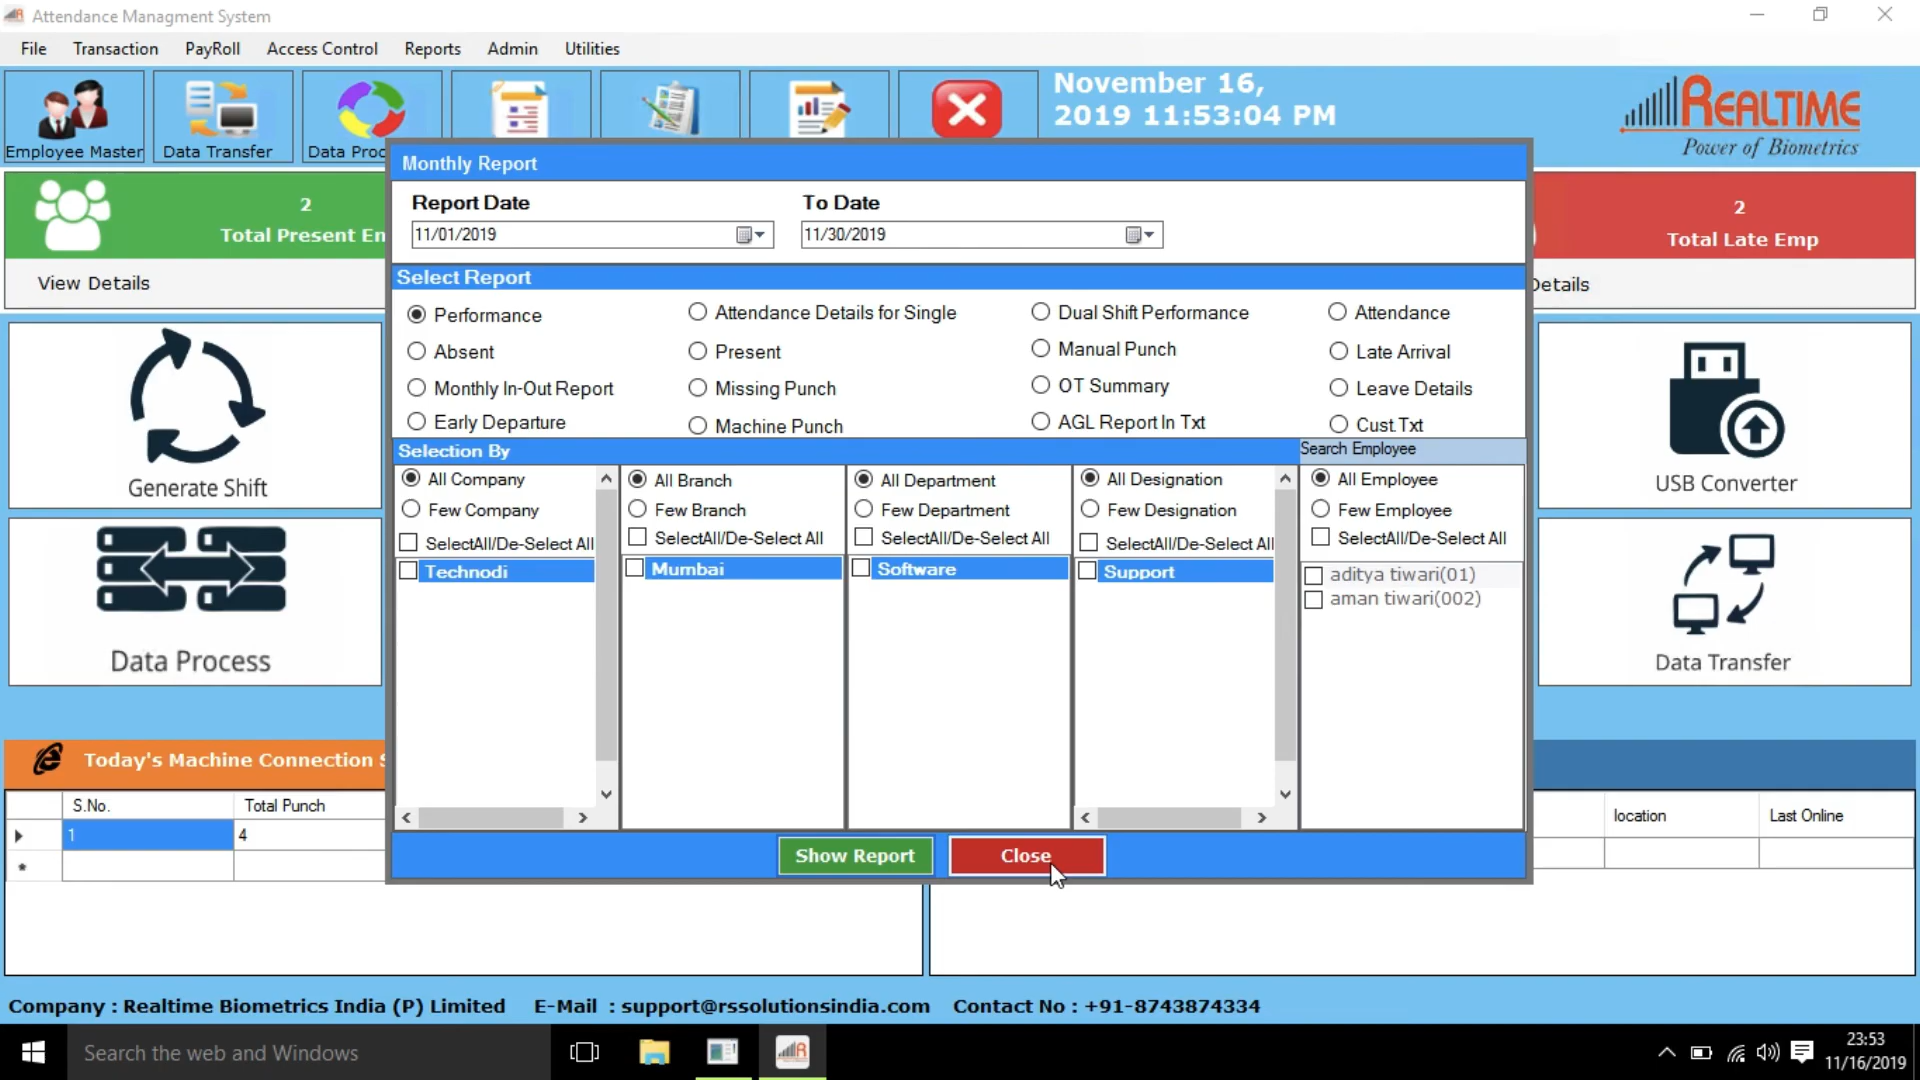 Attendance Managment System
File Transaction PayRoll Access Control Reports Admin Utilities
Employee Master
Data Transfer
Data Proc
November 16,
2019 11:53:04 PM
REALTIME
Power of Biometrics
2
Total Present En
View Details
2
Total Late Emp
Details
Monthly Report
Report Date To Date
11/01/2019 11/30/2019
Select Report
Performance Attendance Details for Single Dual Shift Performance Attendance
Absent Present Manual Punch Late Arrival
Monthly In-Out Report Missing Punch OT Summary Leave Details
Early Departure Machine Punch AGL Report In Txt Cust Txt
Selection By Search Employee
All Company All Branch All Department All Designation All Employee
Few Company Few Branch Few Department Few Designation Few Employee
SelectAll/De-Select All SelectAll/De-Select All SelectAll/De-Select All SelectAll/De-Select All SelectAll/De-Select All
Technodi Mumbai Software Support aditya tiwari(01)
aman tiwari(002)
Show Report Close
Generate Shift
Data Process
USB Converter
Data Transfer
Today's Machine Connection S
S.No. Total Punch
1 4
location Last Online
Company : Realtime Biometrics India (P) Limited E-Mail : support@rssolutionsindia.com Contact No : +91-8743874334
Search the web and Windows
23:53
11/16/2019